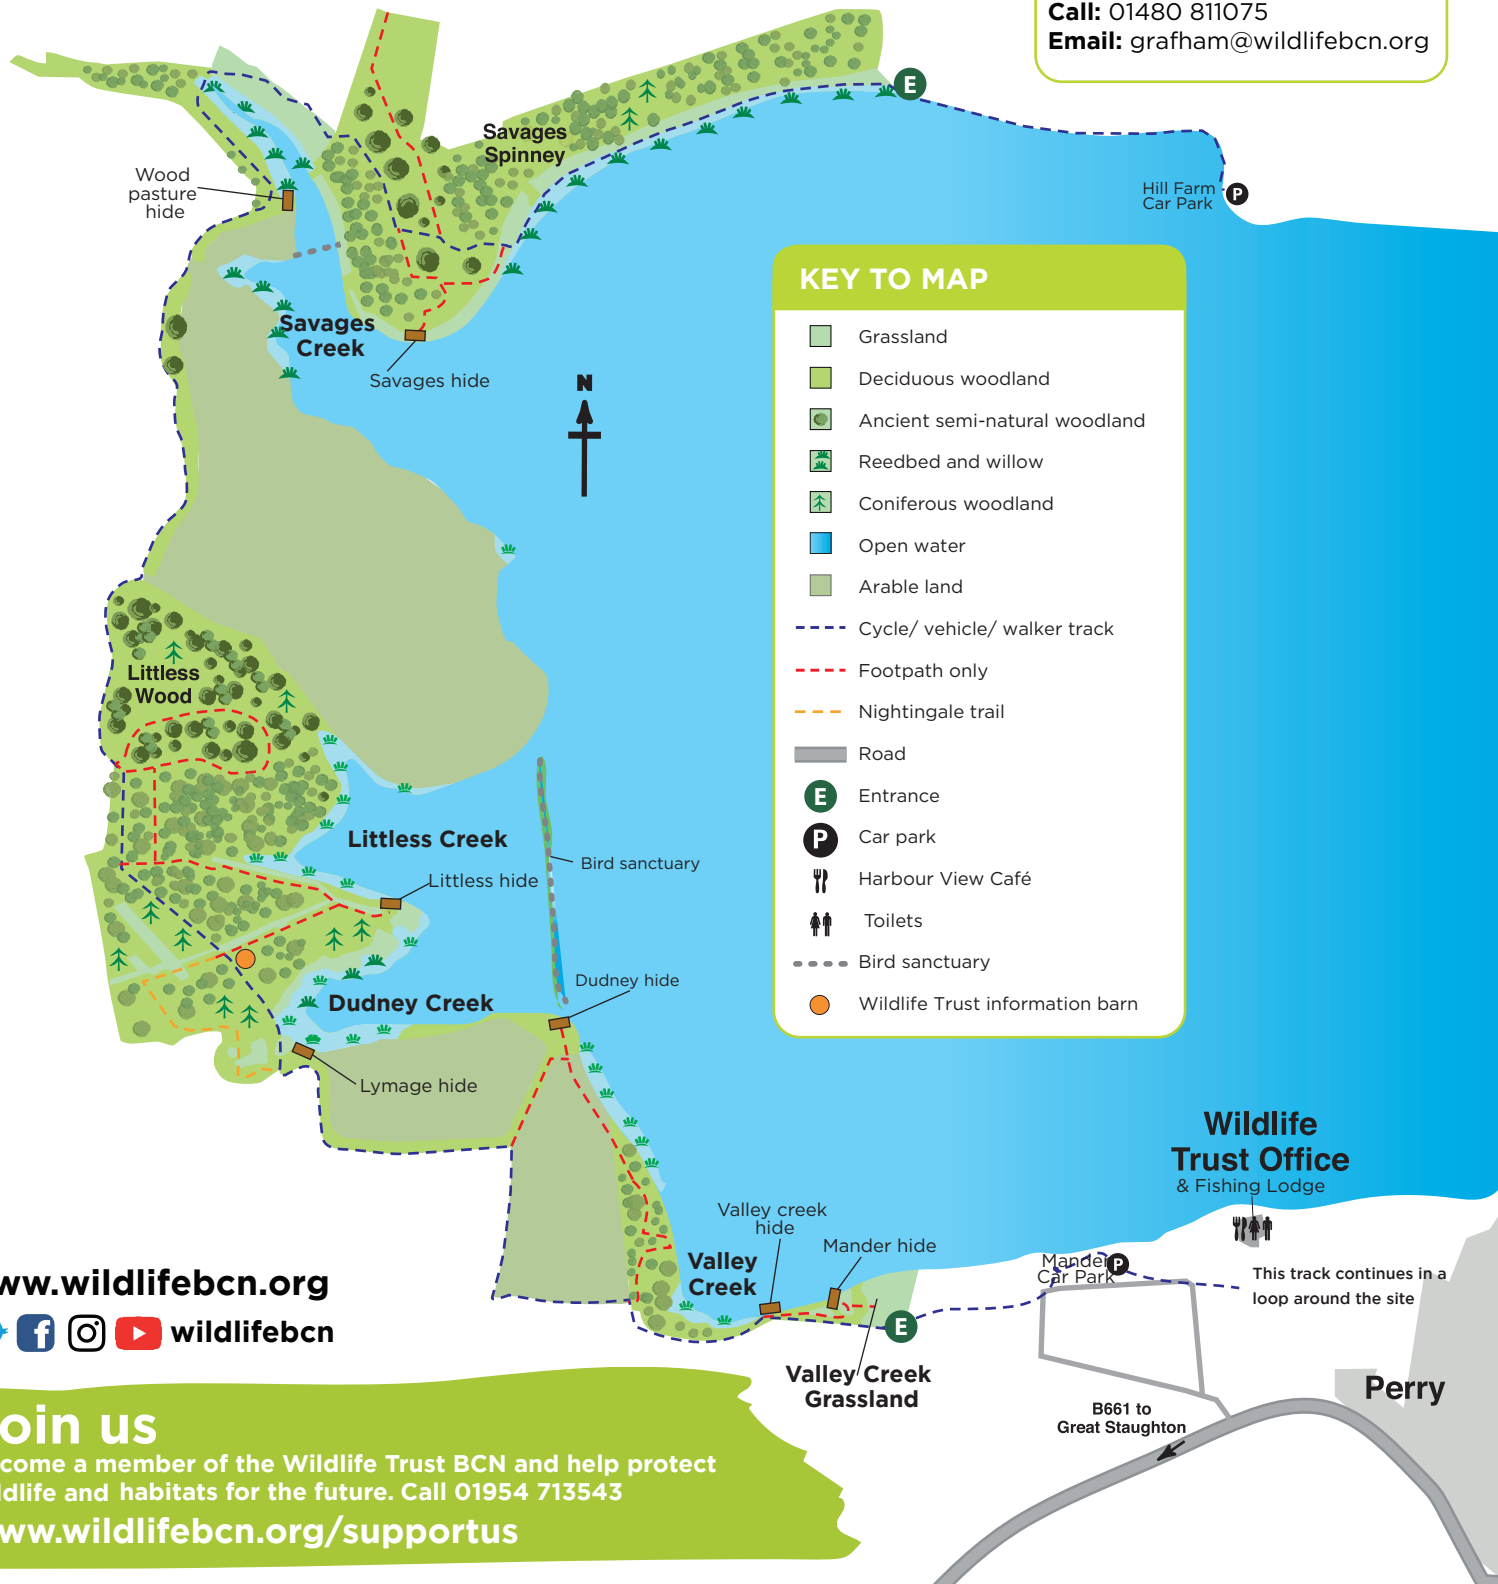 Call: 01480 811075
Email: grafham@wildlifebcn.org
E
Savages
Spinney
Wood
pasture
hide
Hill Farm
Car Park
P
KEY TO MAP
Grassland
Deciduous woodland
Ancient semi-natural woodland
Reedbed and willow
Coniferous woodland
Open water
Arable land
Cycle/ vehicle/ walker track
Footpath only
Nightingale trail
Road
E Entrance
P Car park
Harbour View Café
Toilets
Bird sanctuary
Wildlife Trust information barn
Savages
Creek
Savages hide
N
Littless
Wood
Littless Creek
Bird sanctuary
Littless hide
Dudney hide
Dudney Creek
Lymage hide
Wildlife
Trust Office
& Fishing Lodge
Valley creek
hide
Mander hide
Valley
Creek
Mander
Car Park
P
This track continues in a
loop around the site
E
Valley Creek
Grassland
Perry
B661 to
Great Staughton
ww.wildlifebcn.org
f wildlifebcn
oin us
come a member of the Wildlife Trust BCN and help protect
ldlife and habitats for the future. Call 01954 713543
ww.wildlifebcn.org/supportus